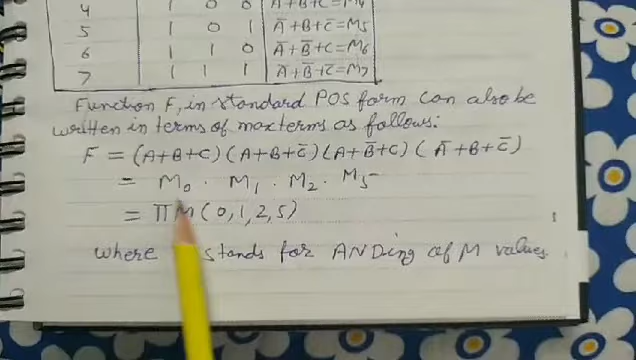 4 1 0 0 A̅+B+C=M4
5 1 0 1 A̅+B+C̅=M5
6 1 1 0 A̅+B̅+C=M6
7 1 1 1 A̅+B̅+C̅=M7
Function F, in standard POS form can also be
written in terms of maxterms as follows:
F = (A+B+C) (A+B+C̅) (A+B̅+C) (A̅+B+C̅)
= M0 . M1 . M2 . M5
= ΠM (0,1,2,5)
where stands for ANDing of M values.